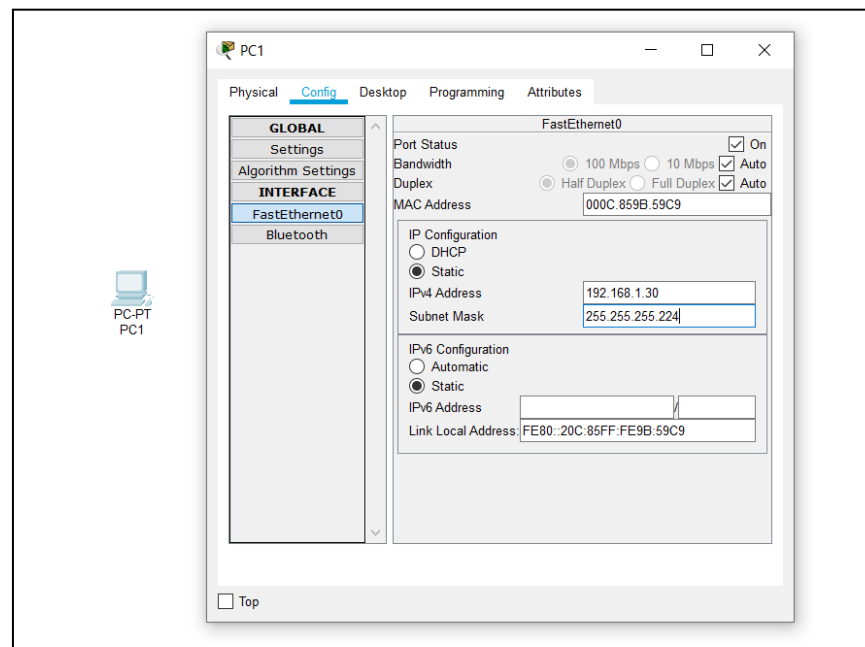 PC1
Physical Config Desktop Programming Attributes
GLOBAL
Settings
Algorithm Settings
INTERFACE
FastEthernet0
Bluetooth
FastEthernet0
Port Status On
Bandwidth 100 Mbps 10 Mbps Auto
Duplex Half Duplex Full Duplex Auto
MAC Address 000C.859B.59C9
IP Configuration
DHCP
Static
IPv4 Address 192.168.1.30
Subnet Mask 255.255.255.224
IPv6 Configuration
Automatic
Static
IPv6 Address /
Link Local Address: FE80::20C:85FF:FE9B:59C9
Top
PC-PT
PC1